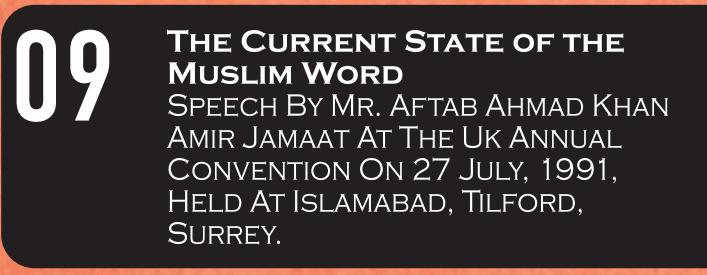 09
The Current State of the
Muslim Word
Speech By Mr. Aftab Ahmad Khan
Amir Jamaat At The Uk Annual
Convention On 27 July, 1991,
Held At Islamabad, Tilford,
Surrey.